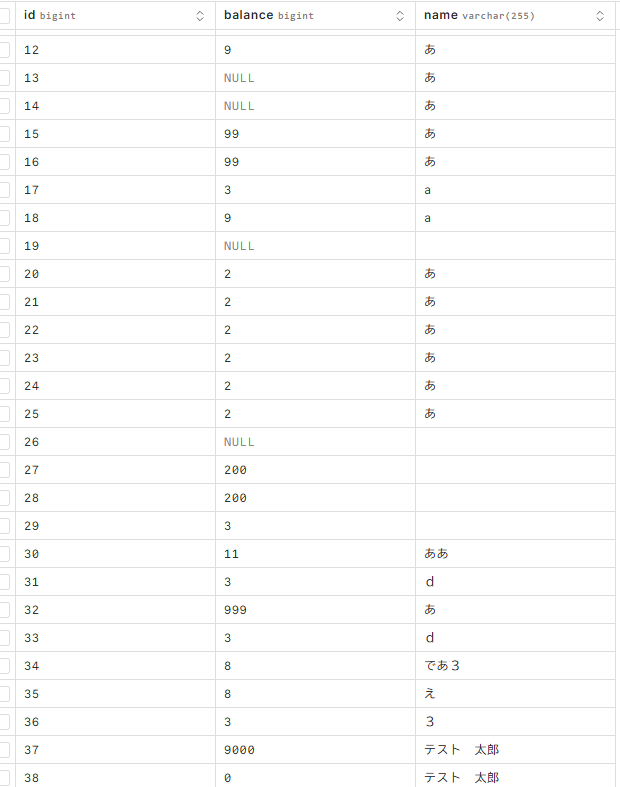 id bigint balance bigint name varchar(255)
12 9 あ
13 NULL あ
14 NULL あ
15 99 あ
16 99 あ
17 3 a
18 9 a
19 NULL
20 2 あ
21 2 あ
22 2 あ
23 2 あ
24 2 あ
25 2 あ
26 NULL
27 200
28 200
29 3
30 11 ああ
31 3 ｄ
32 999 あ
33 3 ｄ
34 8 であ３
35 8 え
36 3 ３
37 9000 テスト　太郎
38 0 テスト　太郎